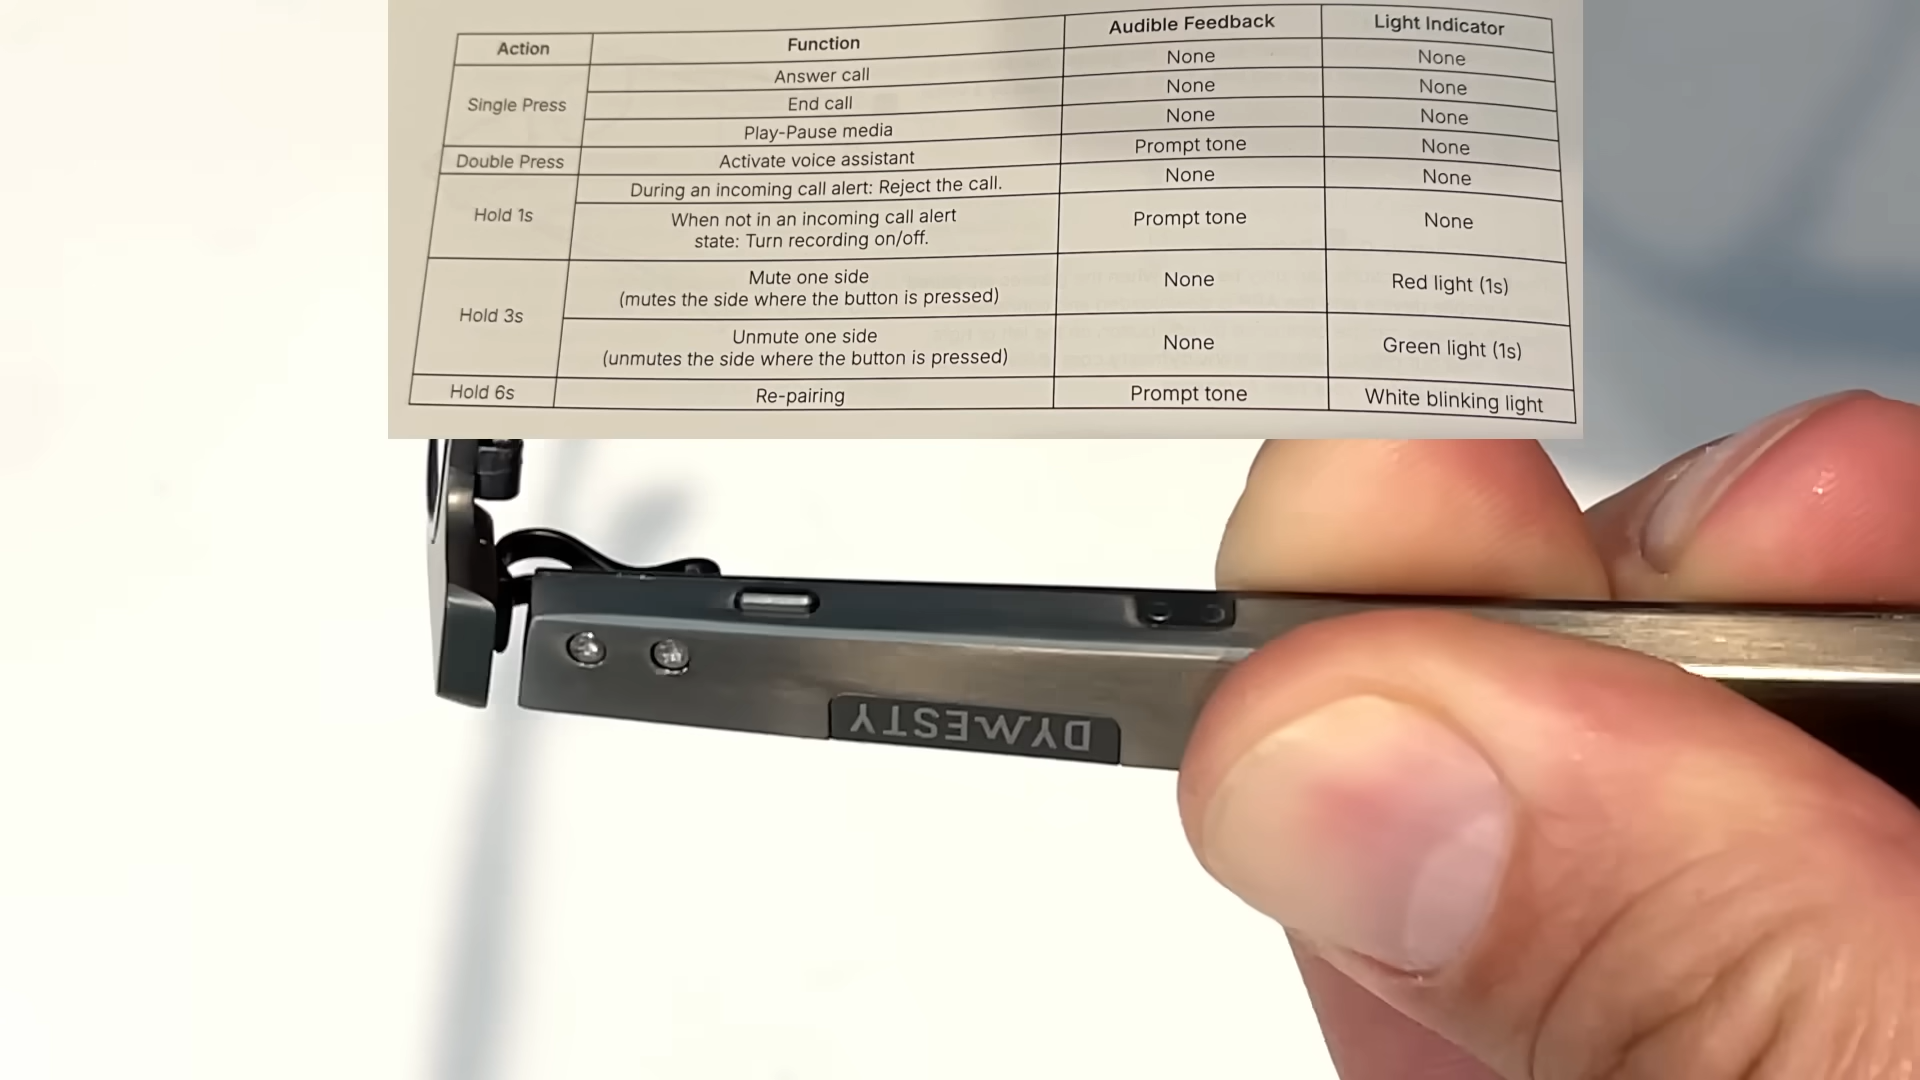 Action Function Audible Feedback Light Indicator
Single Press Answer call None None
End call None None
Play-Pause media None None
Double Press Activate voice assistant Prompt tone None
Hold 1s During an incoming call alert: Reject the call. None None
When not in an incoming call alert
state: Turn recording on/off. Prompt tone None
Hold 3s Mute one side
(mutes the side where the button is pressed) None Red light (1s)
Unmute one side
(unmutes the side where the button is pressed) None Green light (1s)
Hold 6s Re-pairing Prompt tone White blinking light
DYMESTY